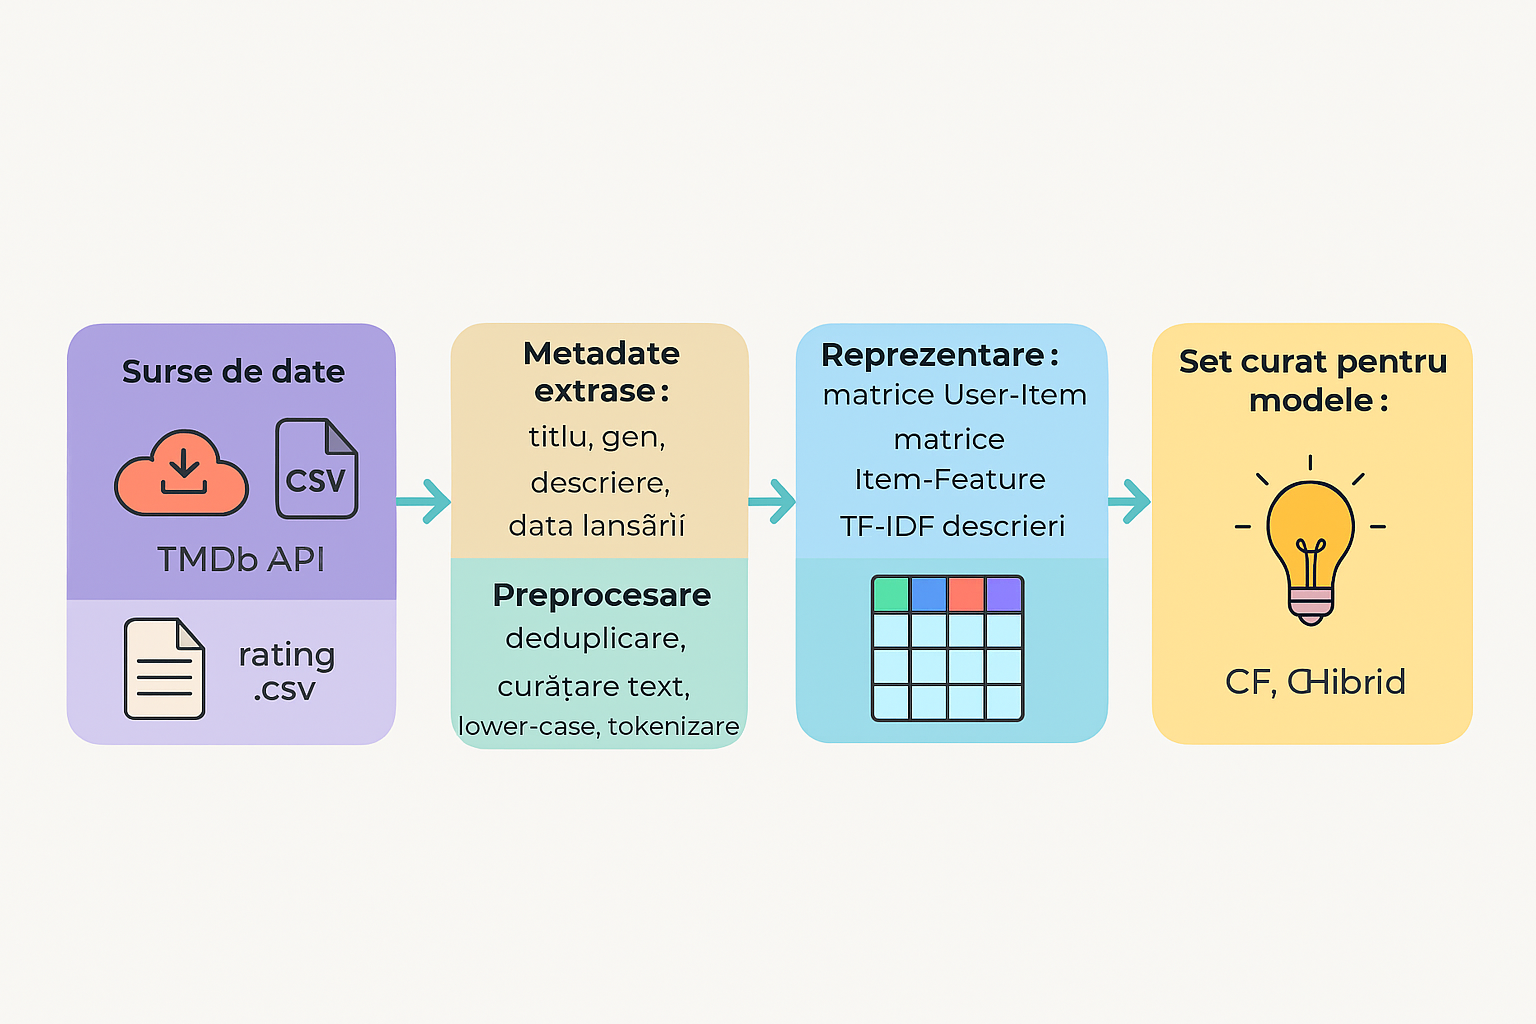 Surse de date
CSV
TMDb API
rating
.csv
Metadate
extrase:
titlu, gen,
descriere,
data lansărìí
Preprocesare
deduplicare,
curățare text,
lower-case, tokenizare
Reprezentare:
matrice User-Item
matrice
Item-Feature
TF-IDF descrieri
Set curat pentru
modele:
CF,